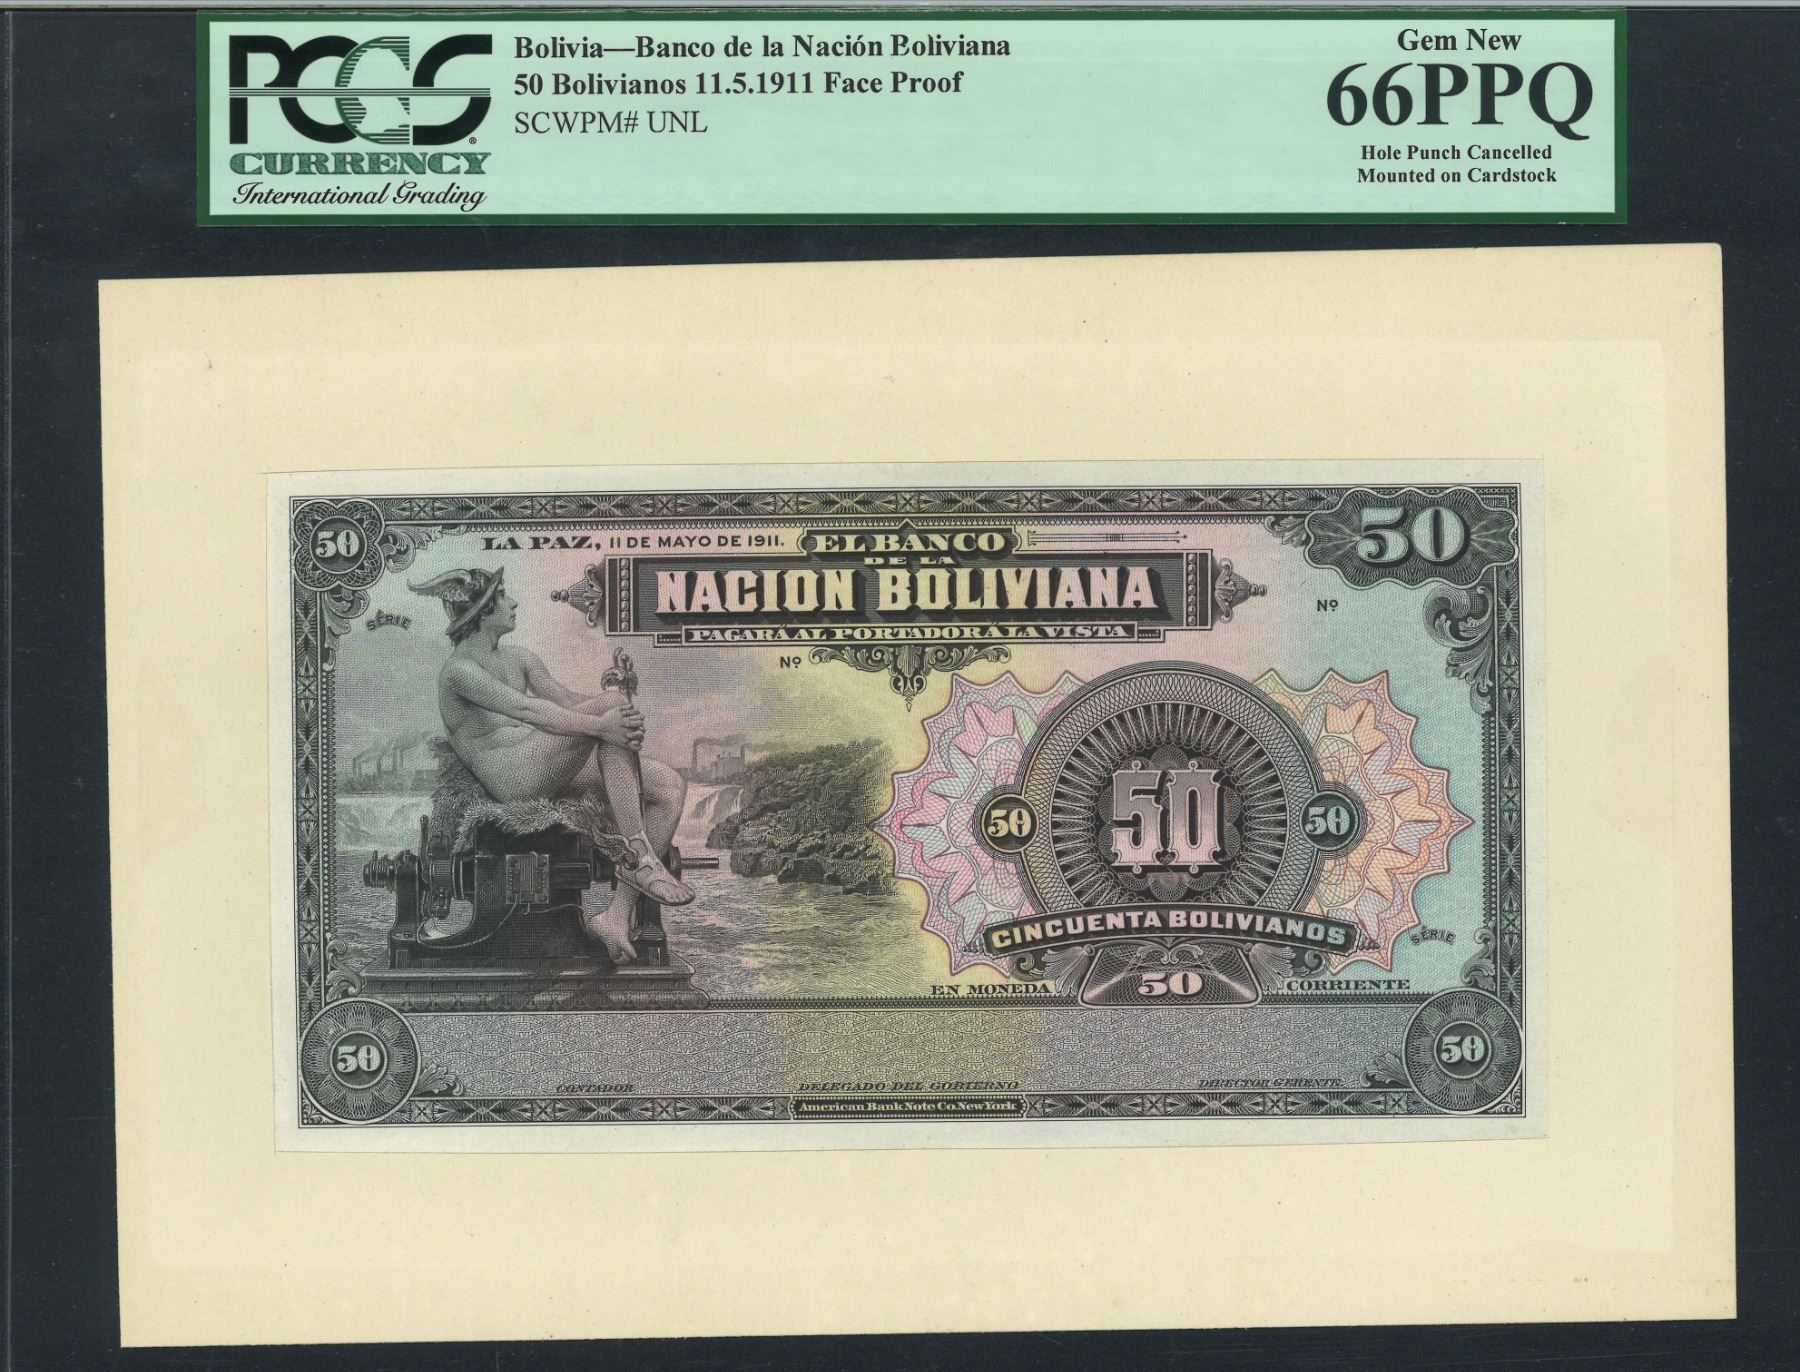 PCGS
CURRENCY
International Grading
Bolivia—Banco de la Nación Boliviana
50 Bolivianos 11.5.1911 Face Proof
SCWPM# UNL
Gem New
66PPQ
Hole Punch Cancelled
Mounted on Cardstock
50
LA PAZ, 11 DE MAYO DE 1911.
EL BANCO
DE LA
NACION BOLIVIANA
PAGARÁ AL PORTADOR Á LA VISTA
50
SÉRIE
Nº
Nº
50
50
50
CINCUENTA BOLIVIANOS
SÉRIE
EN MONEDA
50
CORRIENTE
50
50
CONTADOR
DELEGADO DEL GOBIERNO
DIRECTOR GERENTE.
American Bank Note Co. New York